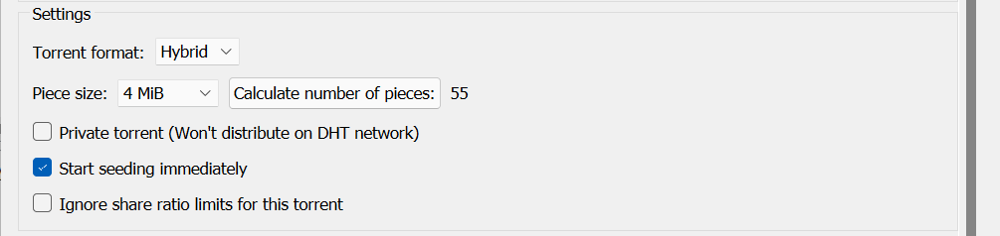 Settings
Torrent format: Hybrid
Piece size: 4 MiB Calculate number of pieces: 55
Private torrent (Won't distribute on DHT network)
Start seeding immediately
Ignore share ratio limits for this torrent